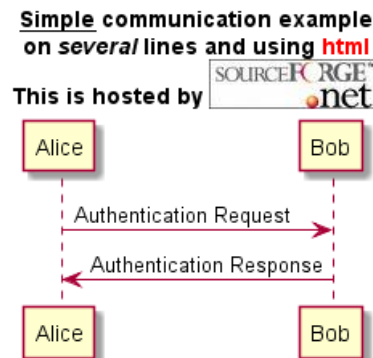 Simple communication example
on several lines and using html
This is hosted by SOURCEFORGE
.net
Alice Bob
Authentication Request
Authentication Response
Alice Bob